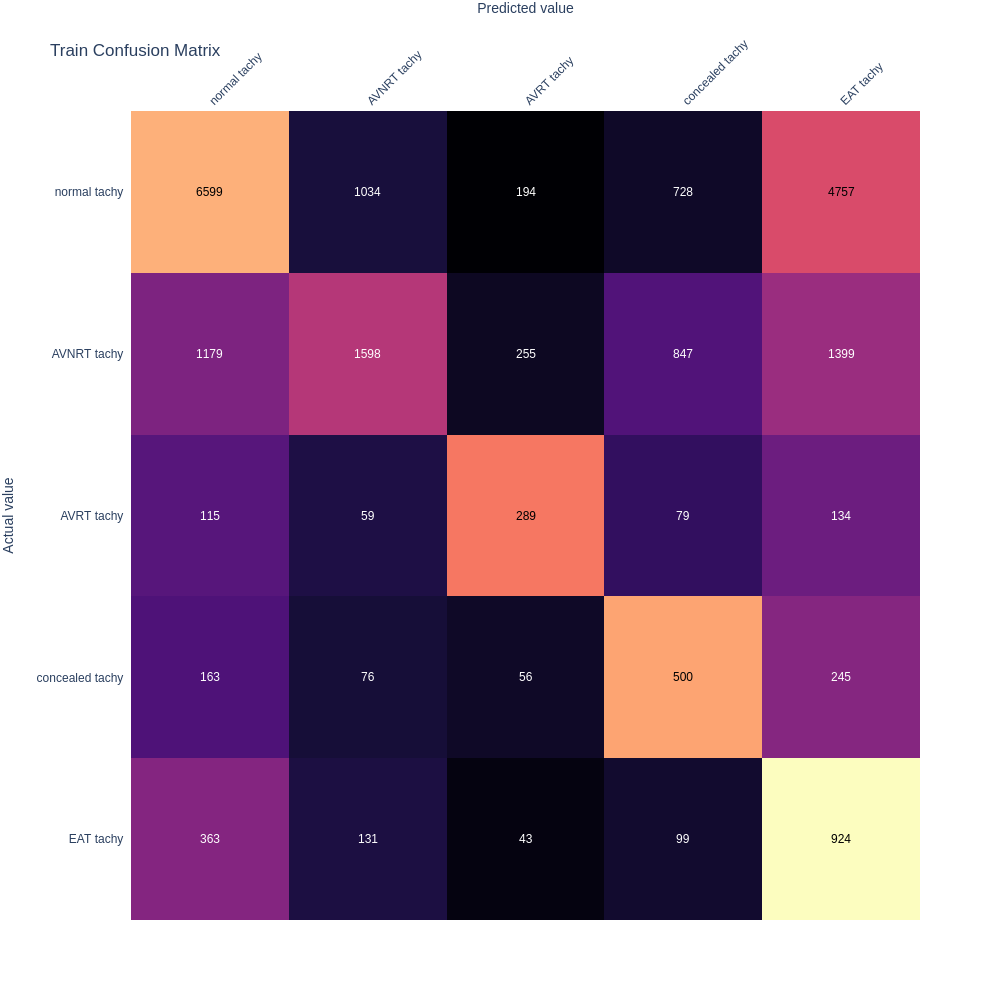 Predicted value
Train Confusion Matrix
normal tachy
AVNRT tachy
AVRT tachy
concealed tachy
EAT tachy
normal tachy 6599 1034 194 728 4757
AVNRT tachy 1179 1598 255 847 1399
Actual value
AVRT tachy 115 59 289 79 134
concealed tachy 163 76 56 500 245
EAT tachy 363 131 43 99 924